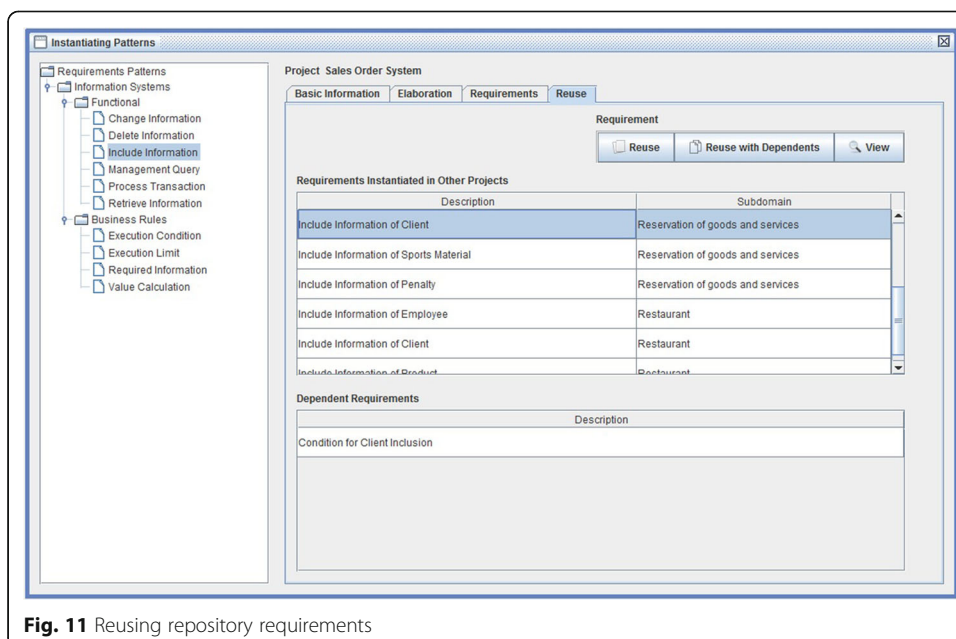 Instantiating Patterns
Requirements Patterns
Information Systems
Functional
Change Information
Delete Information
Include Information
Management Query
Process Transaction
Retrieve Information
Business Rules
Execution Condition
Execution Limit
Required Information
Value Calculation
Project Sales Order System
Basic Information Elaboration Requirements Reuse
Requirement
Reuse Reuse with Dependents View
Requirements Instantiated in Other Projects
Description Subdomain
Include Information of Client Reservation of goods and services
Include Information of Sports Material Reservation of goods and services
Include Information of Penalty Reservation of goods and services
Include Information of Employee Restaurant
Include Information of Client Restaurant
Include Information of Product Restaurant
Dependent Requirements
Description
Condition for Client Inclusion
Fig. 11 Reusing repository requirements